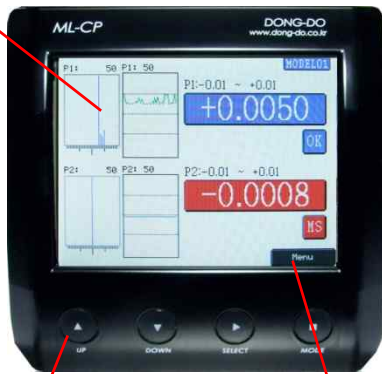 ML-CP
DONG-DO
www.dong-do.co.kr
MODEL01
P1: 50
P1: 50
P1:-0.01 ~ +0.01
+0.0050
OK
P2: 50
P2: 50
P2:-0.01 ~ +0.01
-0.0008
MS
Menu
UP
DOWN
SELECT
MODE